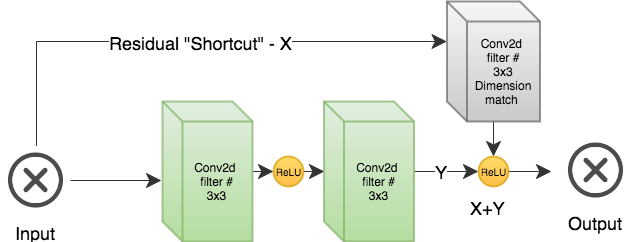 Residual "Shortcut" - X
Conv2d
filter #
3x3
Dimension
match
Conv2d
filter #
3x3
ReLU
Conv2d
filter #
3x3
Y
ReLU
X+Y
Input
Output